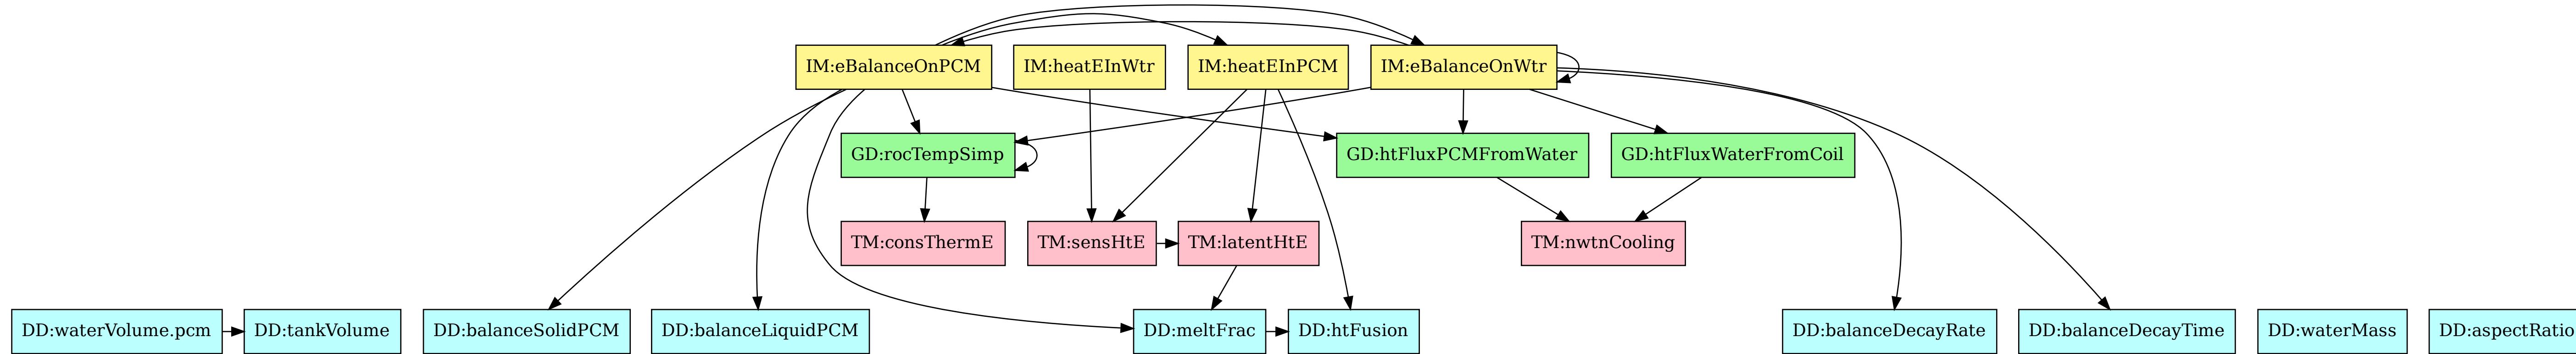 IM:eBalanceOnPCM
IM:heatEInWtr
IM:heatEInPCM
IM:eBalanceOnWtr
GD:rocTempSimp
GD:htFluxPCMFromWater
GD:htFluxWaterFromCoil
TM:consThermE
TM:sensHtE
TM:latentHtE
TM:nwtnCooling
DD:waterVolume.pcm
DD:tankVolume
DD:balanceSolidPCM
DD:balanceLiquidPCM
DD:meltFrac
DD:htFusion
DD:balanceDecayRate
DD:balanceDecayTime
DD:waterMass
DD:aspectRatio